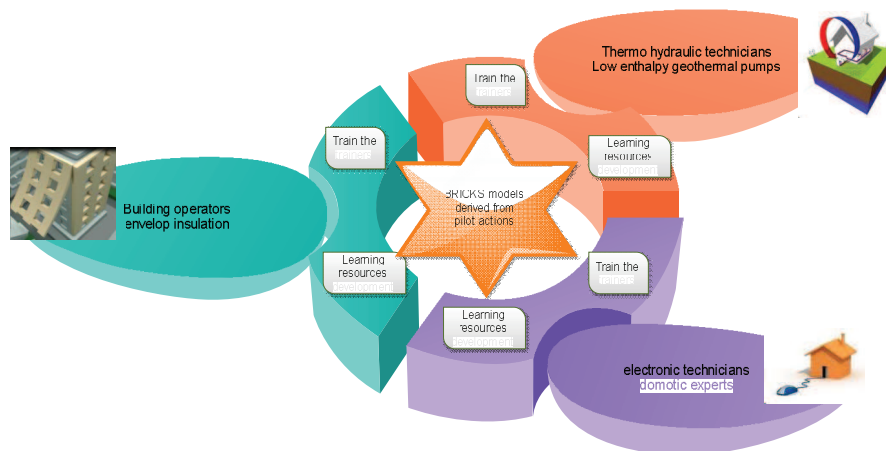 Thermo hydraulic technicians
Low enthalpy geothermal pumps
Train the
trainers
Learning
resources
development
Train the
trainers
BRICKS models
derived from
pilot actions
Building operators
envelop insulation
Learning
resources
development
Train the
trainers
Learning
resources
development
electronic technicians
domotic experts